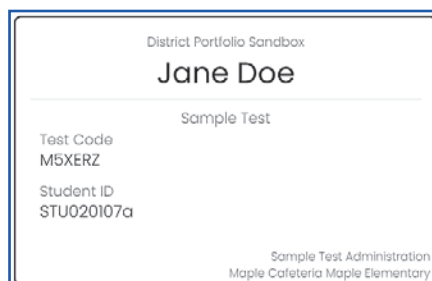 District Portfolio Sandbox
Jane Doe
Sample Test
Test Code
M5XERZ
Student ID
STU020107a
Sample Test Administration
Maple Cafeteria Maple Elementary